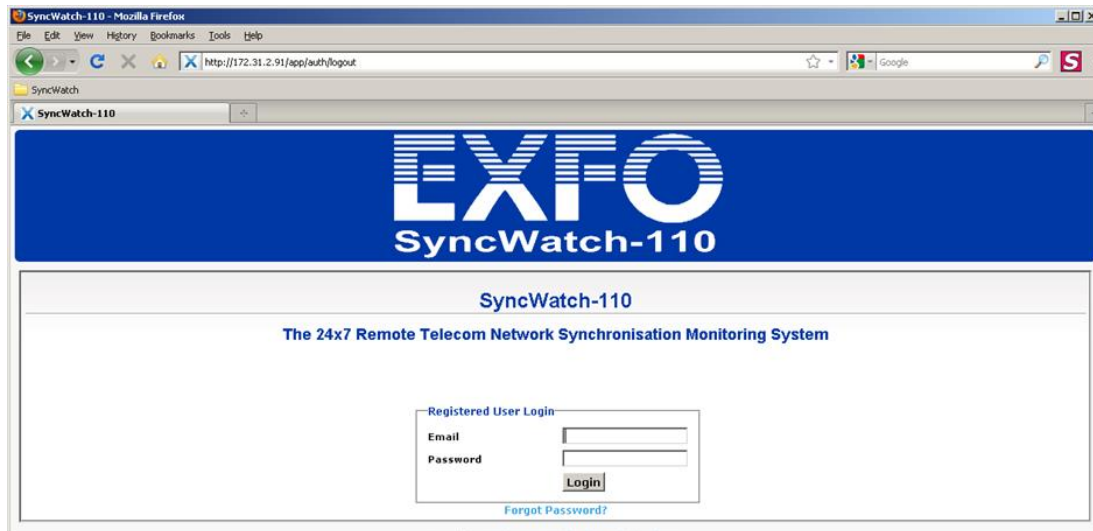 SyncWatch-110 - Mozilla Firefox
File Edit View History Bookmarks Tools Help
http://172.31.2.91/app/auth/logout
Google
S
SyncWatch
SyncWatch-110
EXFO
SyncWatch-110
SyncWatch-110
The 24x7 Remote Telecom Network Synchronisation Monitoring System
Registered User Login
Email
Password
Login
Forgot Password?